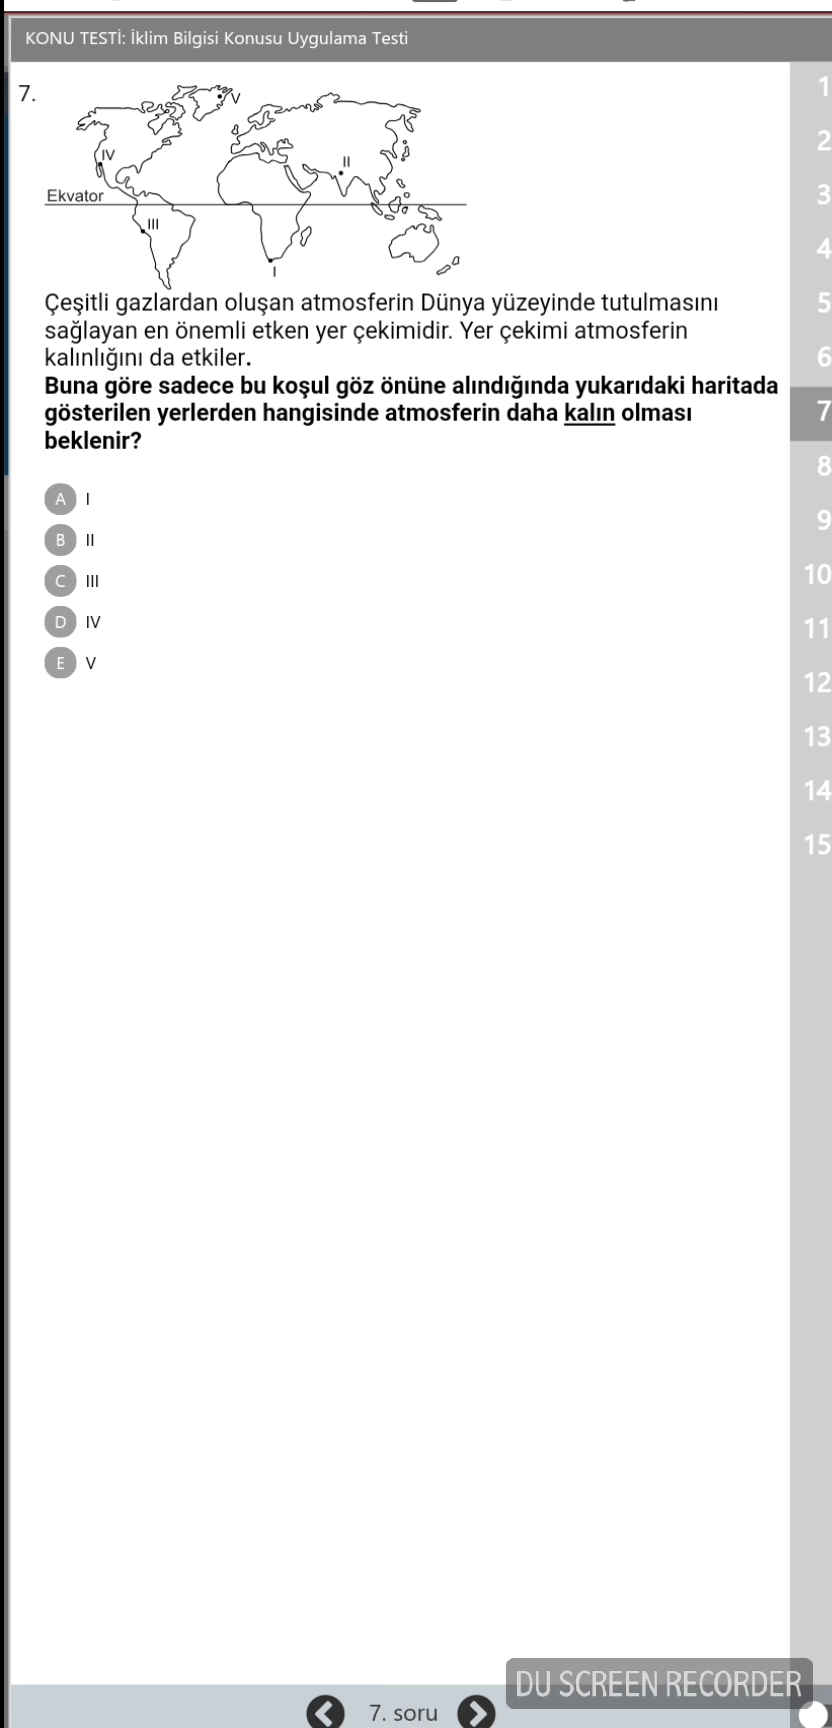 KONU TESTİ: İklim Bilgisi Konusu Uygulama Testi
7.
V
IV
II
Ekvator
III
I
Çeşitli gazlardan oluşan atmosferin Dünya yüzeyinde tutulmasını
sağlayan en önemli etken yer çekimidir. Yer çekimi atmosferin
kalınlığını da etkiler.
Buna göre sadece bu koşul göz önüne alındığında yukarıdaki haritada
gösterilen yerlerden hangisinde atmosferin daha kalın olması
beklenir?
A I
B II
C III
D IV
E V
1
2
3
4
5
6
7
8
9
10
11
12
13
14
15
DU SCREEN RECORDER
7. soru